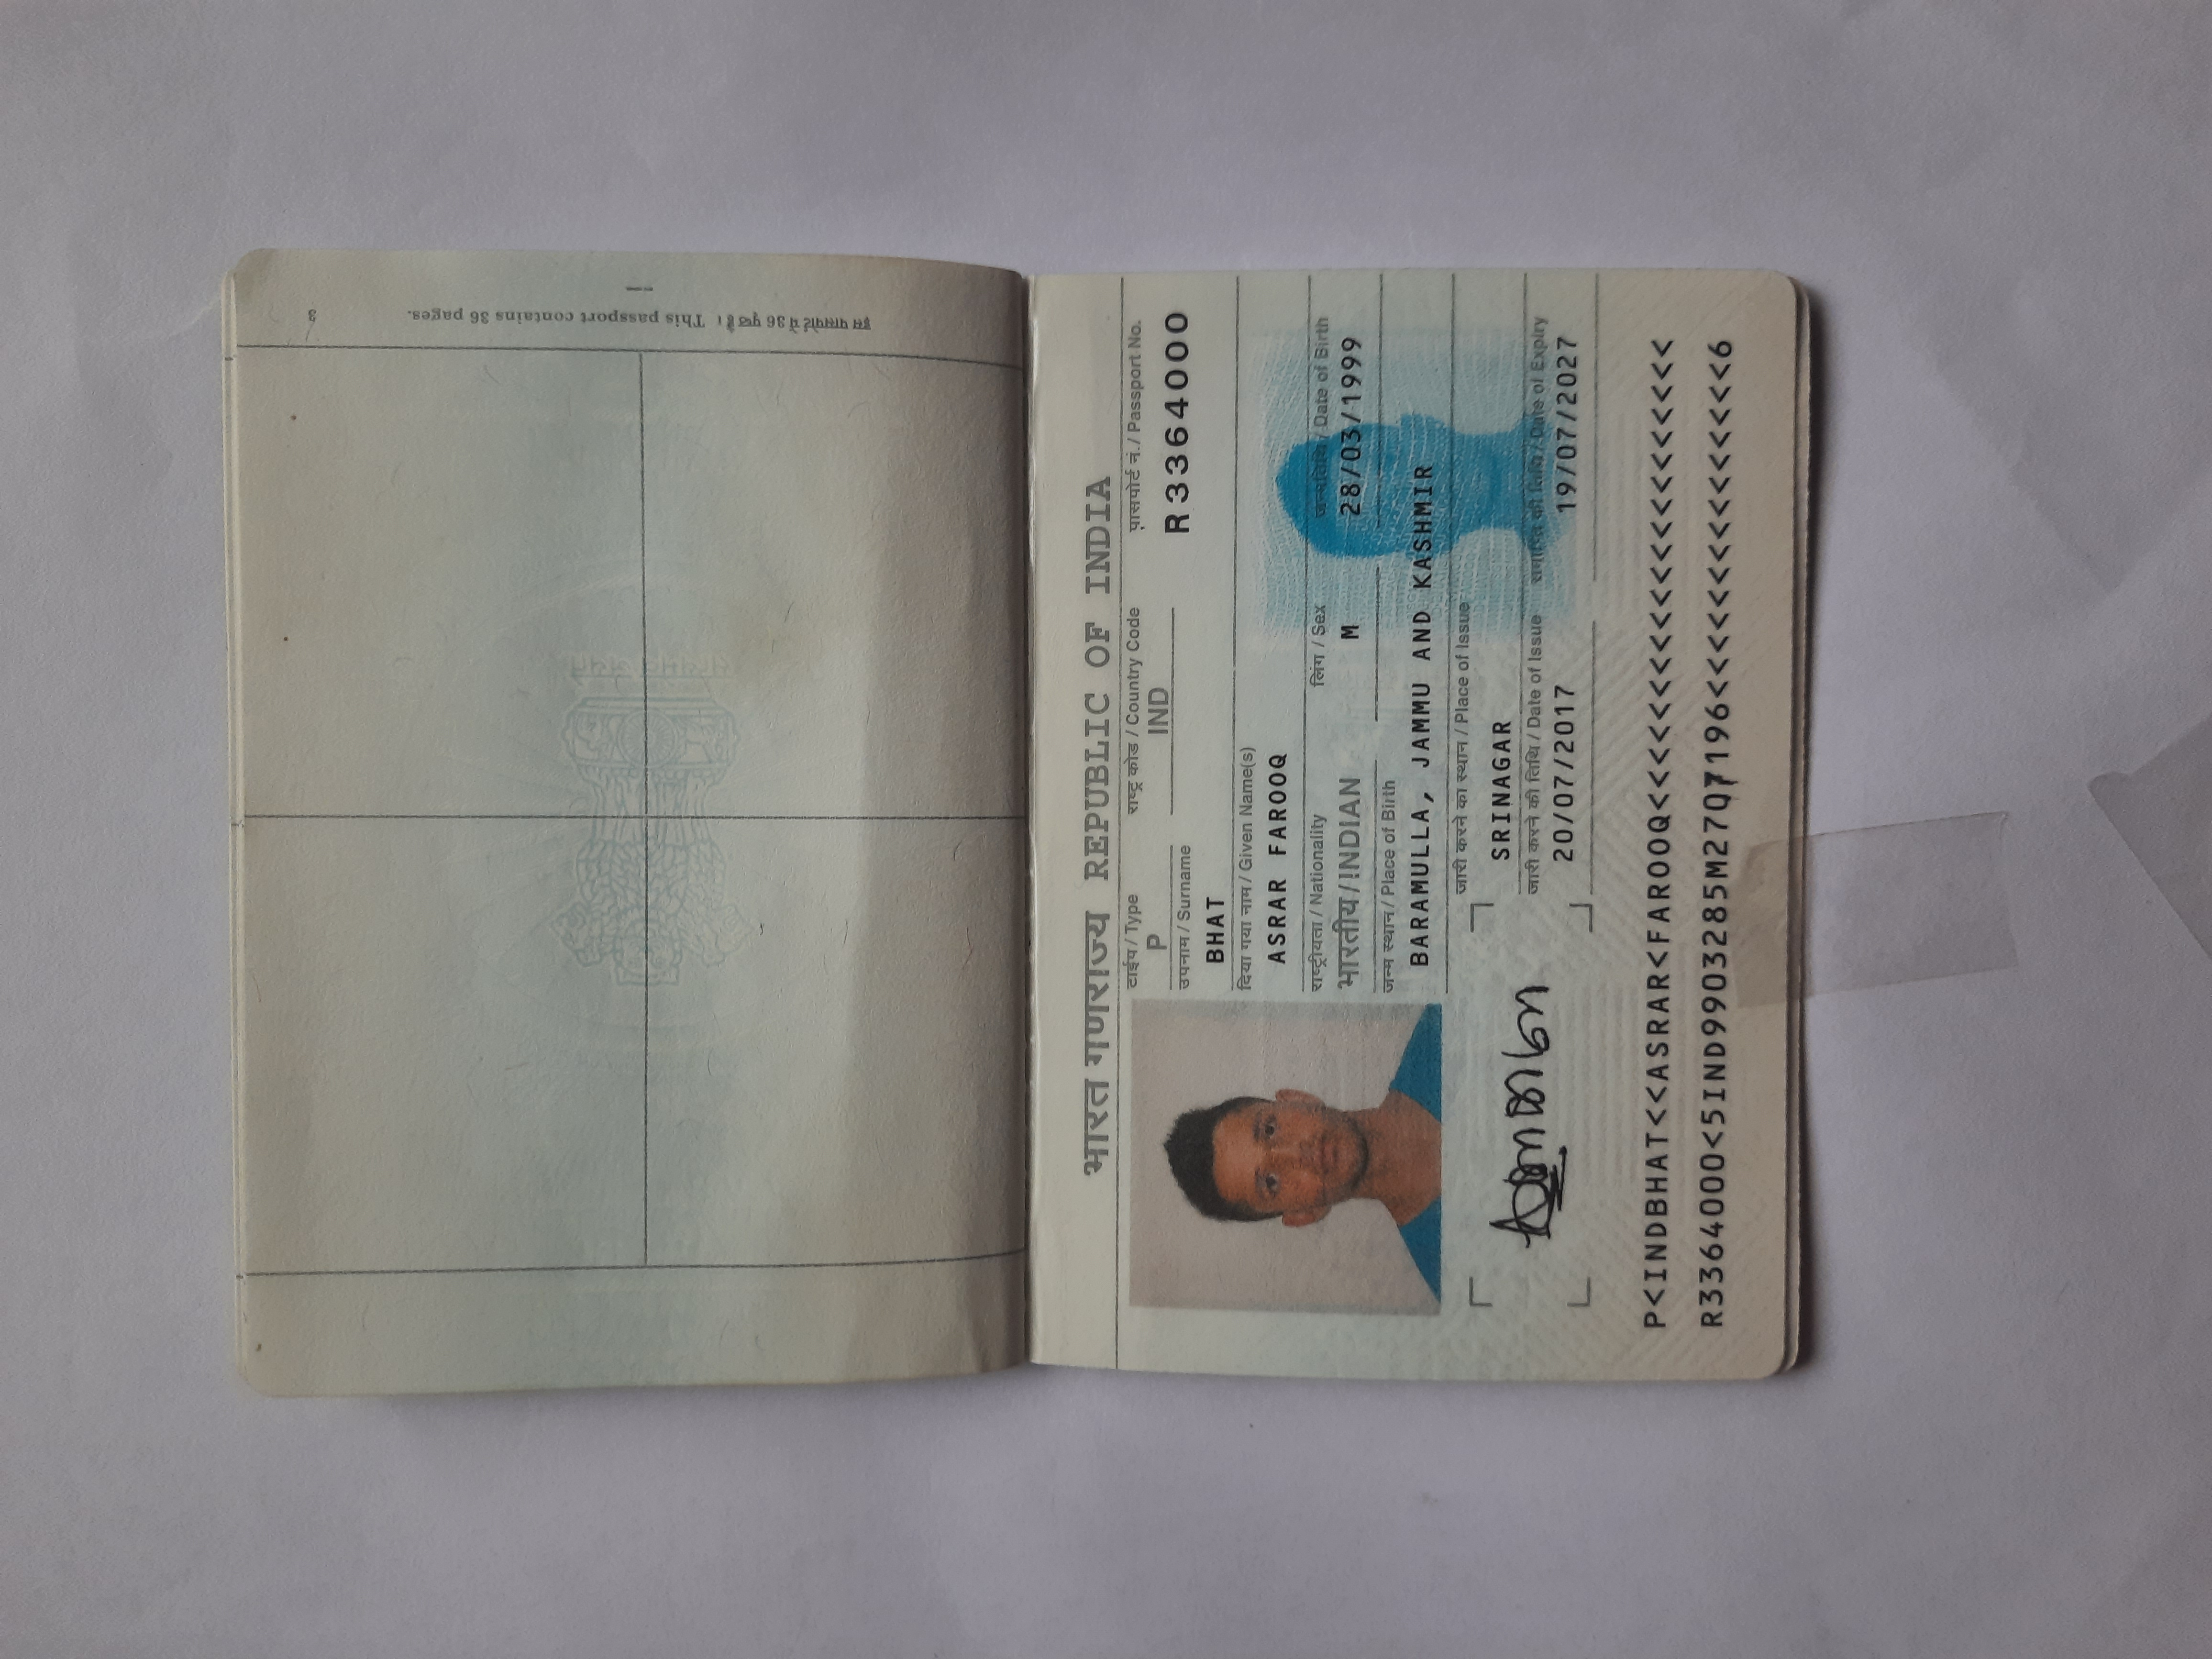 3
इस पासपोर्ट में 36 पृष्ठ हैं। This passport contains 36 pages.
सत्यमेव जयते
भारत गणराज्य REPUBLIC OF INDIA
टाईप / Type राष्ट्र कोड / Country Code पासपोर्ट नं. / Passport No.
P IND R3364000
उपनाम / Surname
BHAT
दिया गया नाम / Given Name(s)
ASRAR FAROOQ
राष्ट्रीयता / Nationality लिंग / Sex जन्मतिथि / Date of Birth
भारतीय / INDIAN M 28/03/1999
जन्म स्थान / Place of Birth
BARAMULLA, JAMMU AND KASHMIR
जारी करने का स्थान / Place of Issue
SRINAGAR
जारी करने की तिथि / Date of Issue समाप्ति की तिथि / Date of Expiry
20/07/2017 19/07/2027
P<INDBHAT<<ASRAR<FAROOQ<<<<<<<<<<<<<<<<<<<<<
R3364000<5IND9903285M2707196<<<<<<<<<<<<<<<6